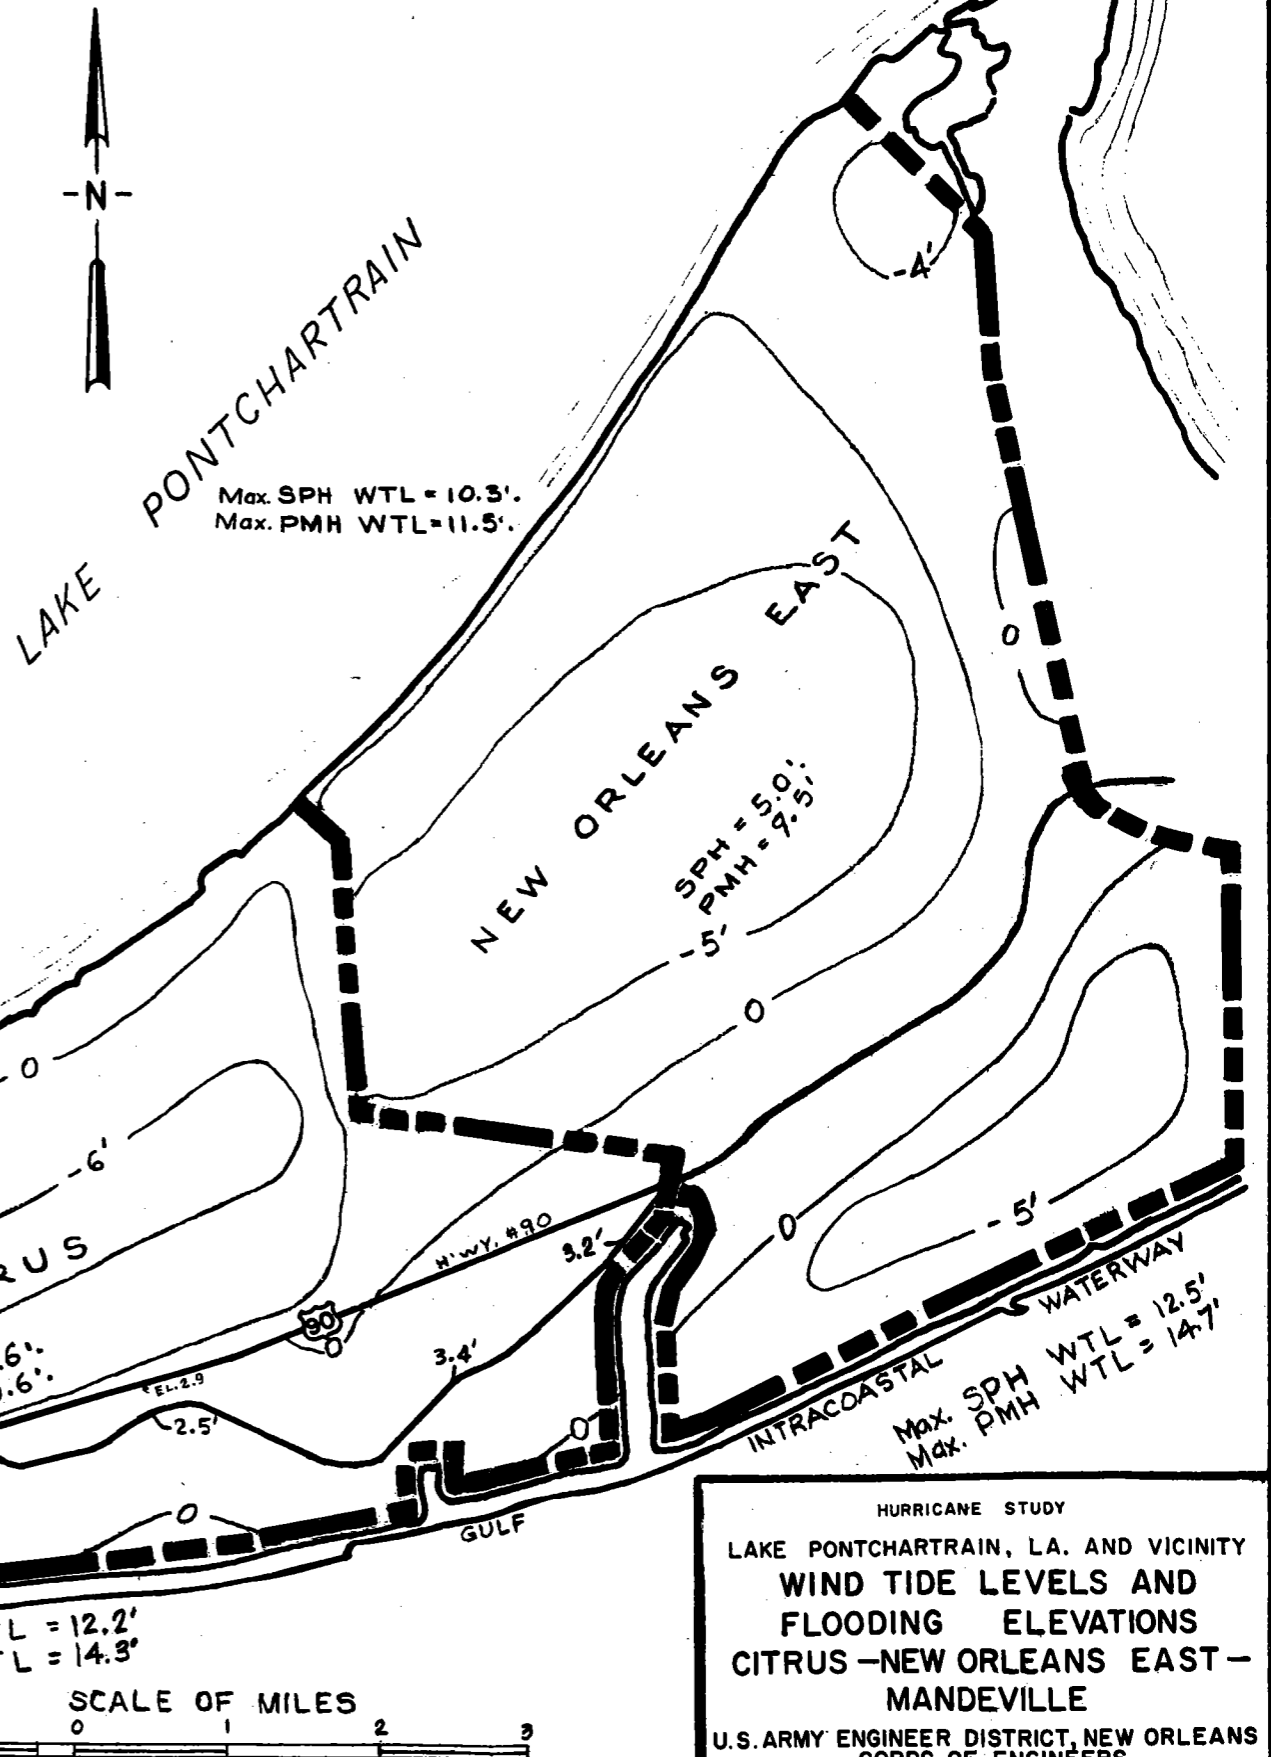 -N-
LAKE PONTCHARTRAIN
Max. SPH WTL = 10.3'.
Max. PMH WTL = 11.5'.
-4'
0
NEW ORLEANS EAST
SPH = 5.0'.
PMH = 9.5'
-5'
0
0
-6'
3.2'
H'WY. #90
0
-5'
90
0
3.4'
EL. 2.9
2.5'
0
0
GULF INTRACOASTAL WATERWAY
Max. SPH WTL = 12.5'
Max. PMH WTL = 14.7'
L = 12.2'
L = 14.3'
SCALE OF MILES
0 1 2 3
HURRICANE STUDY
LAKE PONTCHARTRAIN, LA. AND VICINITY
WIND TIDE LEVELS AND
FLOODING ELEVATIONS
CITRUS—NEW ORLEANS EAST—
MANDEVILLE
U.S. ARMY ENGINEER DISTRICT, NEW ORLEANS
CORPS OF ENGINEERS